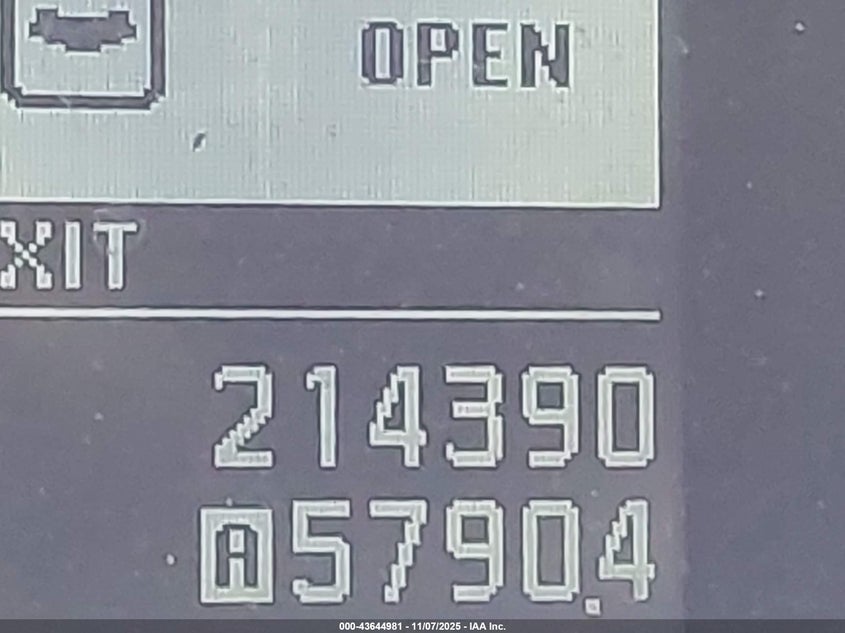 OPEN
XIT
214390
A 5790.4
000-43644981 - 11/07/2025 - IAA Inc.